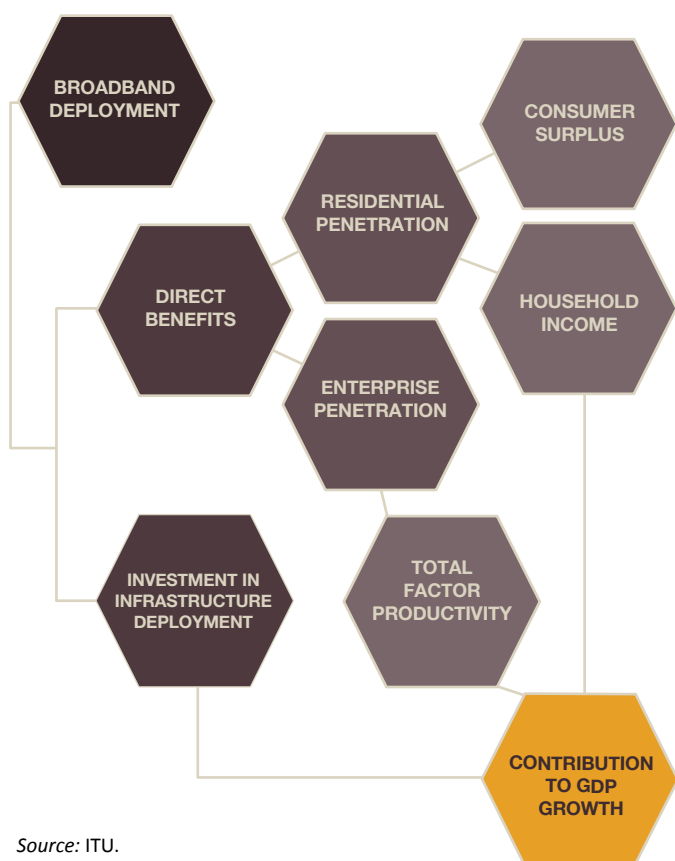 BROADBAND
DEPLOYMENT
CONSUMER
SURPLUS
RESIDENTIAL
PENETRATION
DIRECT
BENEFITS
HOUSEHOLD
INCOME
ENTERPRISE
PENETRATION
INVESTMENT IN
INFRASTRUCTURE
DEPLOYMENT
TOTAL
FACTOR
PRODUCTIVITY
CONTRIBUTION
TO GDP
GROWTH
Source: ITU.